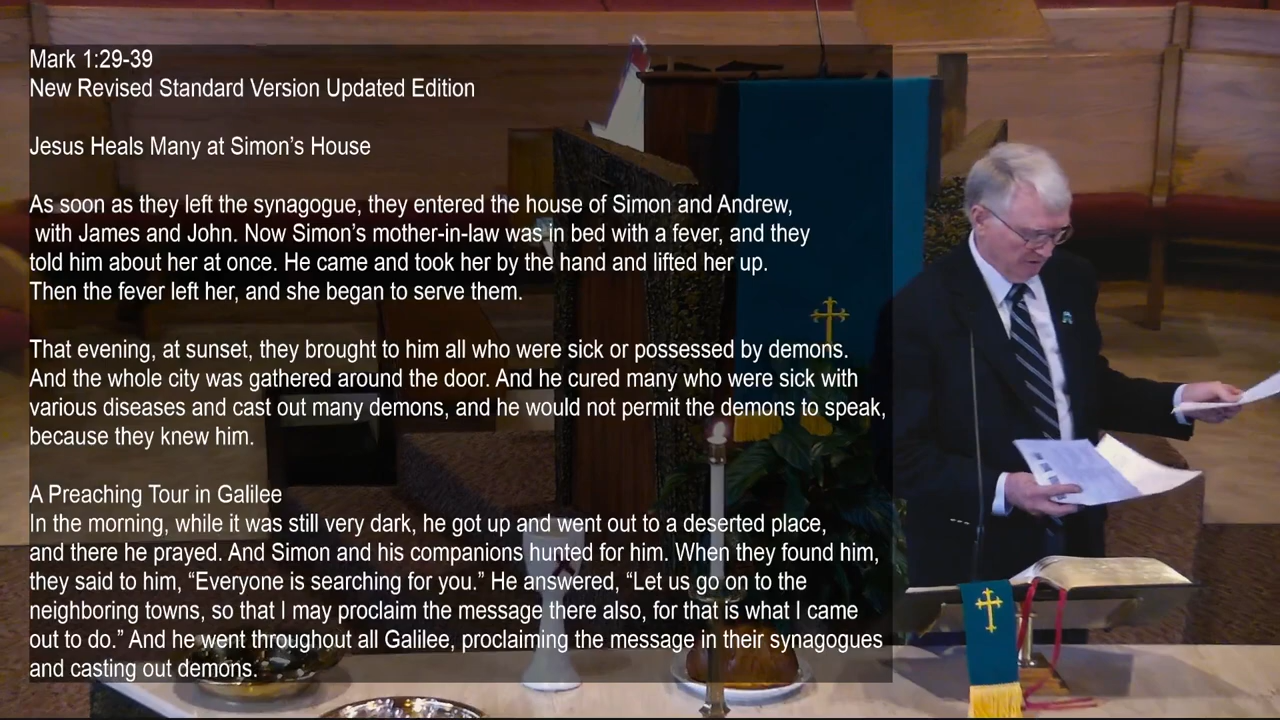 Mark 1:29-39
New Revised Standard Version Updated Edition
Jesus Heals Many at Simon’s House
As soon as they left the synagogue, they entered the house of Simon and Andrew,
with James and John. Now Simon’s mother-in-law was in bed with a fever, and they
told him about her at once. He came and took her by the hand and lifted her up.
Then the fever left her, and she began to serve them.
That evening, at sunset, they brought to him all who were sick or possessed by demons.
And the whole city was gathered around the door. And he cured many who were sick with
various diseases and cast out many demons, and he would not permit the demons to speak,
because they knew him.
A Preaching Tour in Galilee
In the morning, while it was still very dark, he got up and went out to a deserted place,
and there he prayed. And Simon and his companions hunted for him. When they found him,
they said to him, “Everyone is searching for you.” He answered, “Let us go on to the
neighboring towns, so that I may proclaim the message there also, for that is what I came
out to do.” And he went throughout all Galilee, proclaiming the message in their synagogues
and casting out demons.